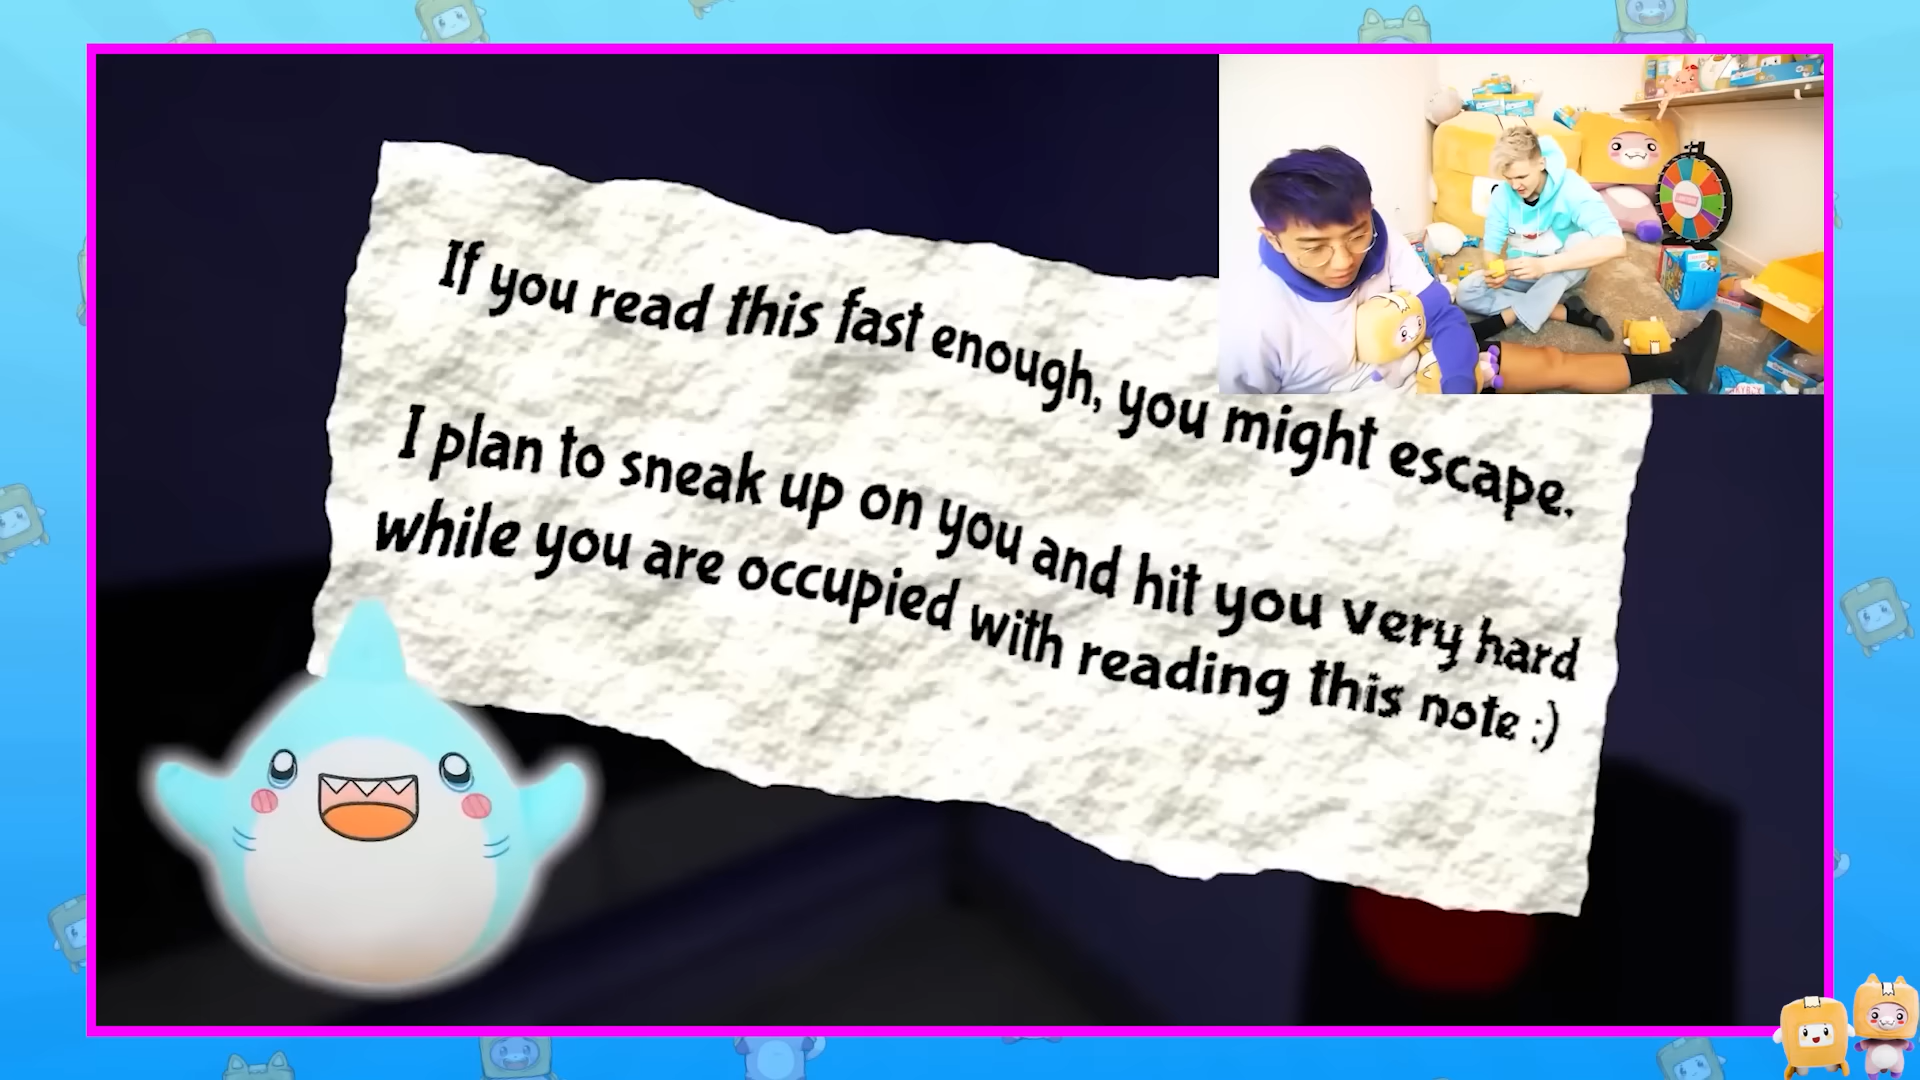 If you read this fast enough, you might escape.
I plan to sneak up on you and hit you very hard
while you are occupied with reading this note :)